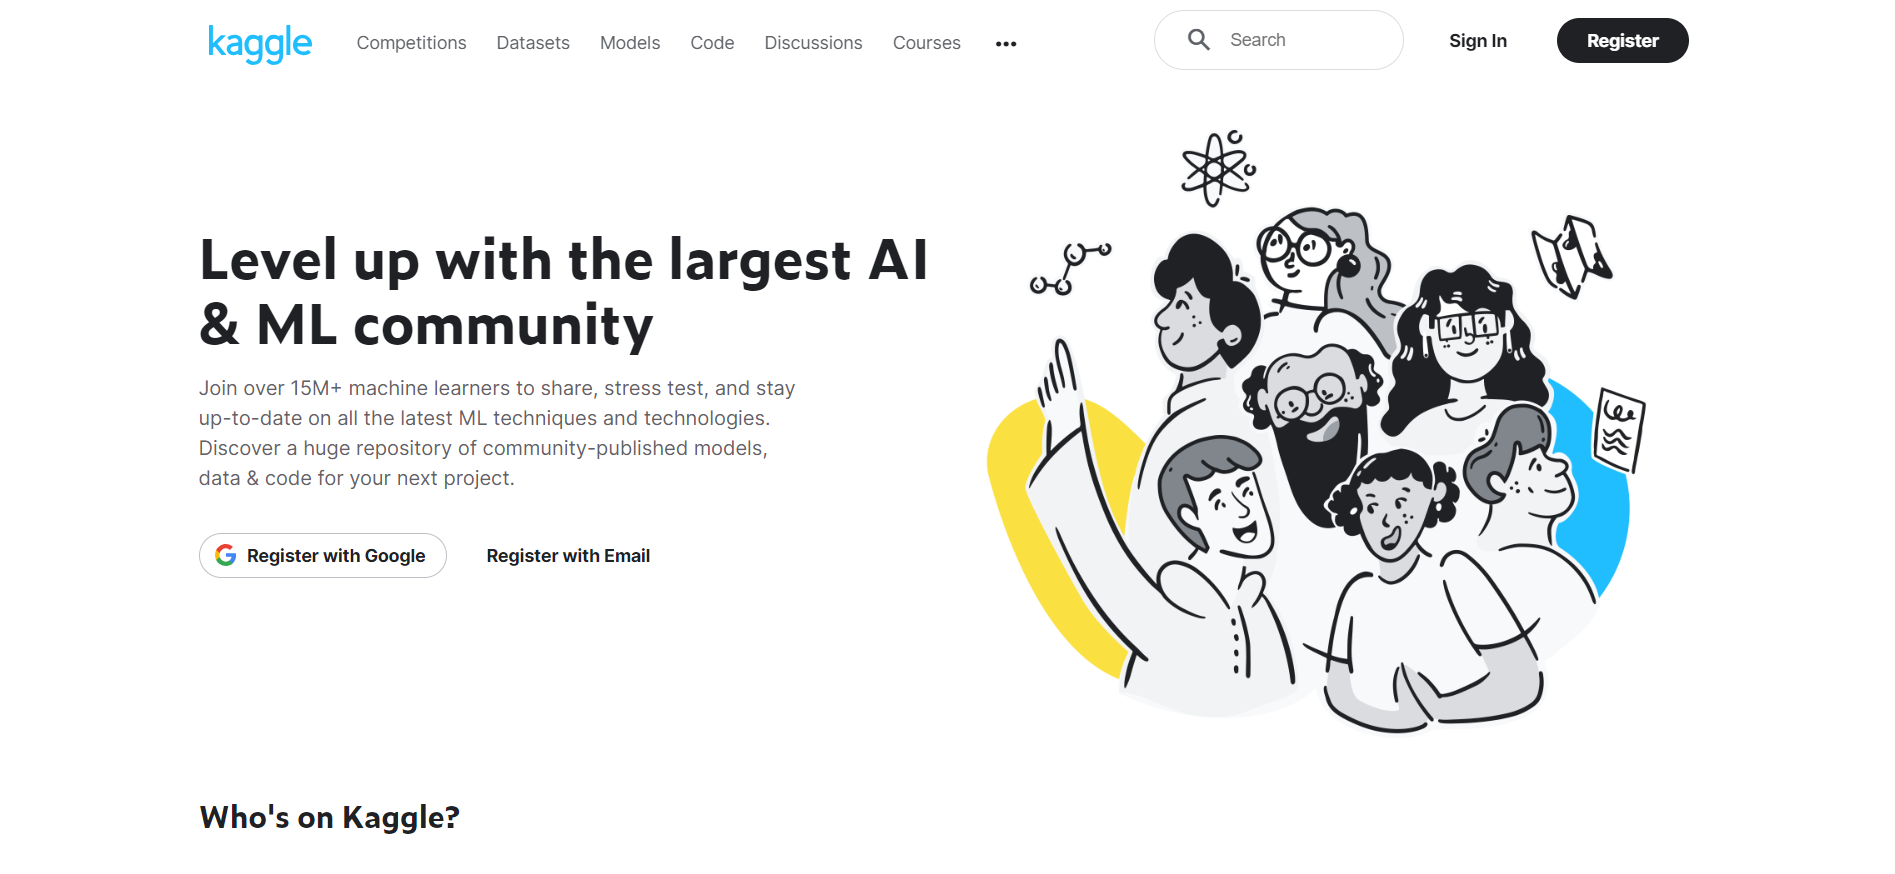 kaggle
Competitions
Datasets
Models
Code
Discussions
Courses
Search
Sign In
Register
Level up with the largest AI
& ML community
Join over 15M+ machine learners to share, stress test, and stay
up-to-date on all the latest ML techniques and technologies.
Discover a huge repository of community-published models,
data & code for your next project.
Register with Google
Register with Email
Who's on Kaggle?